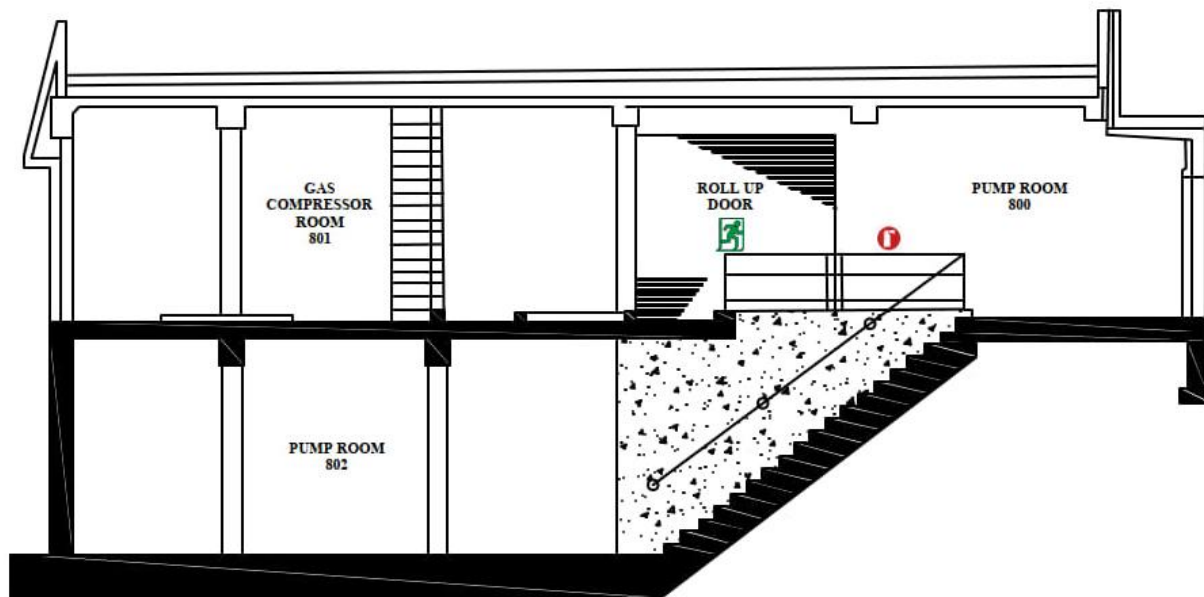 GAS
COMPRESSOR
ROOM
801
ROLL UP
DOOR
PUMP ROOM
800
PUMP ROOM
802